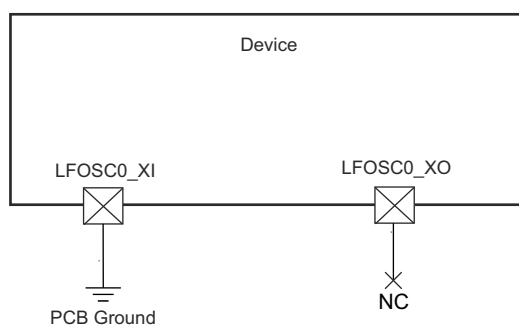 Device
LFOSC0_XI
LFOSC0_XO
NC
PCB Ground